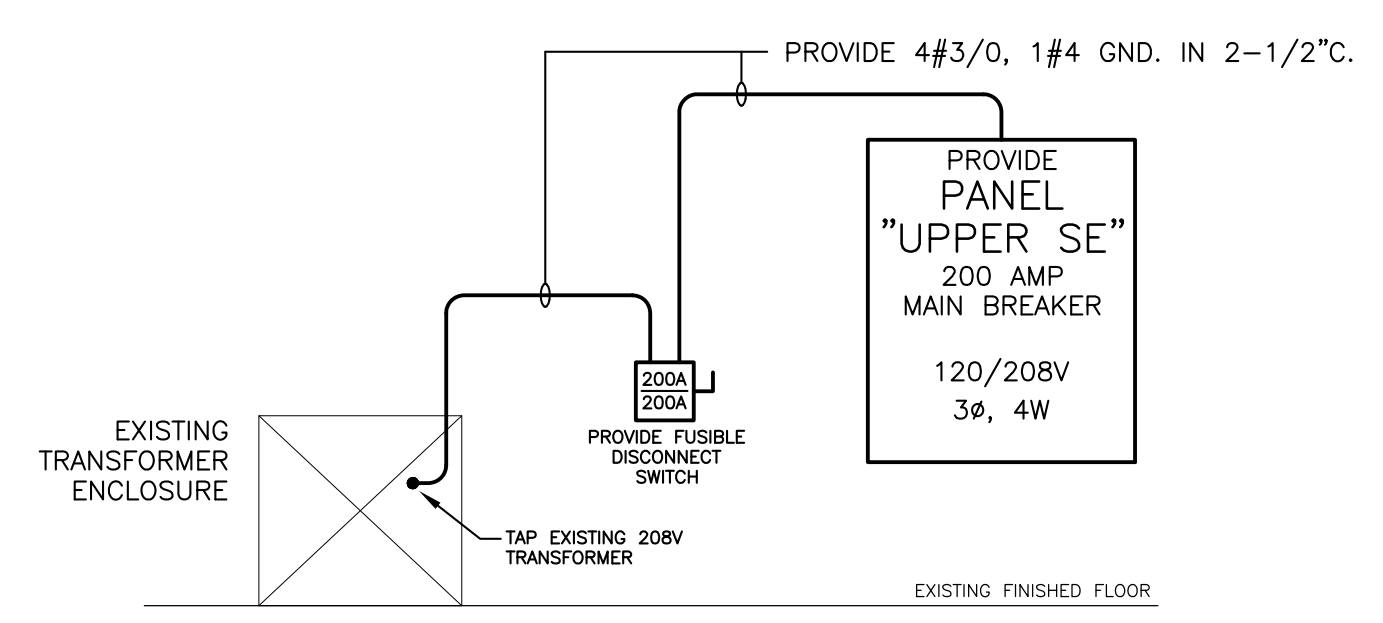 PROVIDE 4#3/0, 1#4 GND. IN 2-1/2"C.
PROVIDE
PANEL
"UPPER SE"
200 AMP
MAIN BREAKER
120/208V
3ø, 4W
200A
200A
PROVIDE FUSIBLE
DISCONNECT
SWITCH
EXISTING
TRANSFORMER
ENCLOSURE
TAP EXISTING 208V
TRANSFORMER
EXISTING FINISHED FLOOR